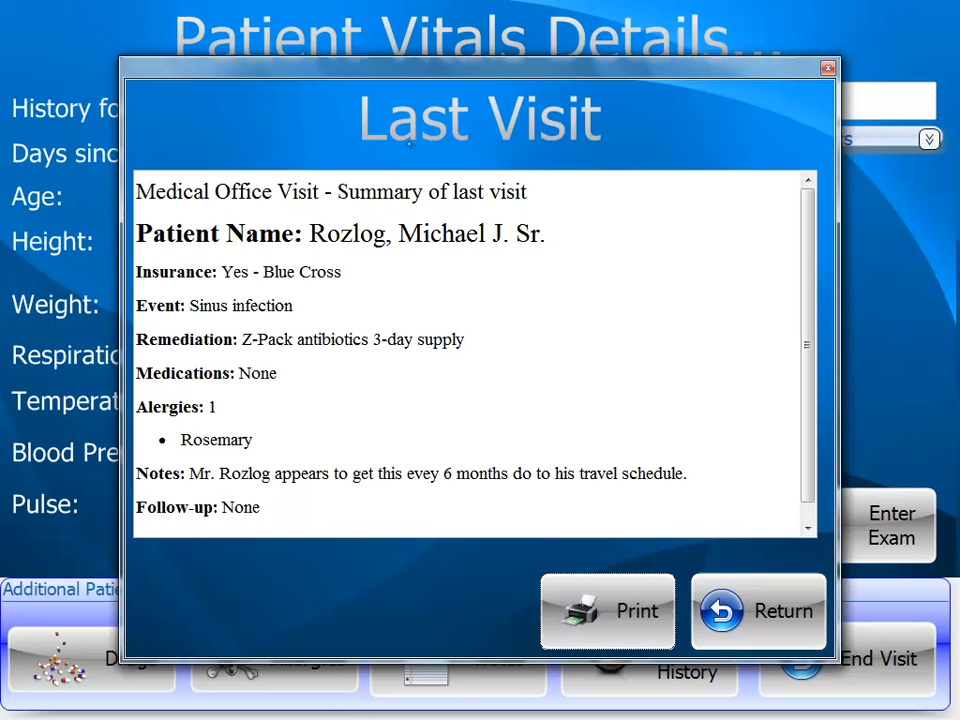 Patient Vitals Details...
Last Visit
History fo
Days sinc
Age:
Height:
Weight:
Respiratio
Temperat
Blood Pre
Pulse:
Medical Office Visit - Summary of last visit
Patient Name: Rozlog, Michael J. Sr.
Insurance: Yes - Blue Cross
Event: Sinus infection
Remediation: Z-Pack antibiotics 3-day supply
Medications: None
Alergies: 1
• Rosemary
Notes: Mr. Rozlog appears to get this evey 6 months do to his travel schedule.
Follow-up: None
Enter
Exam
Print
Return
Additional Patie
History
End Visit